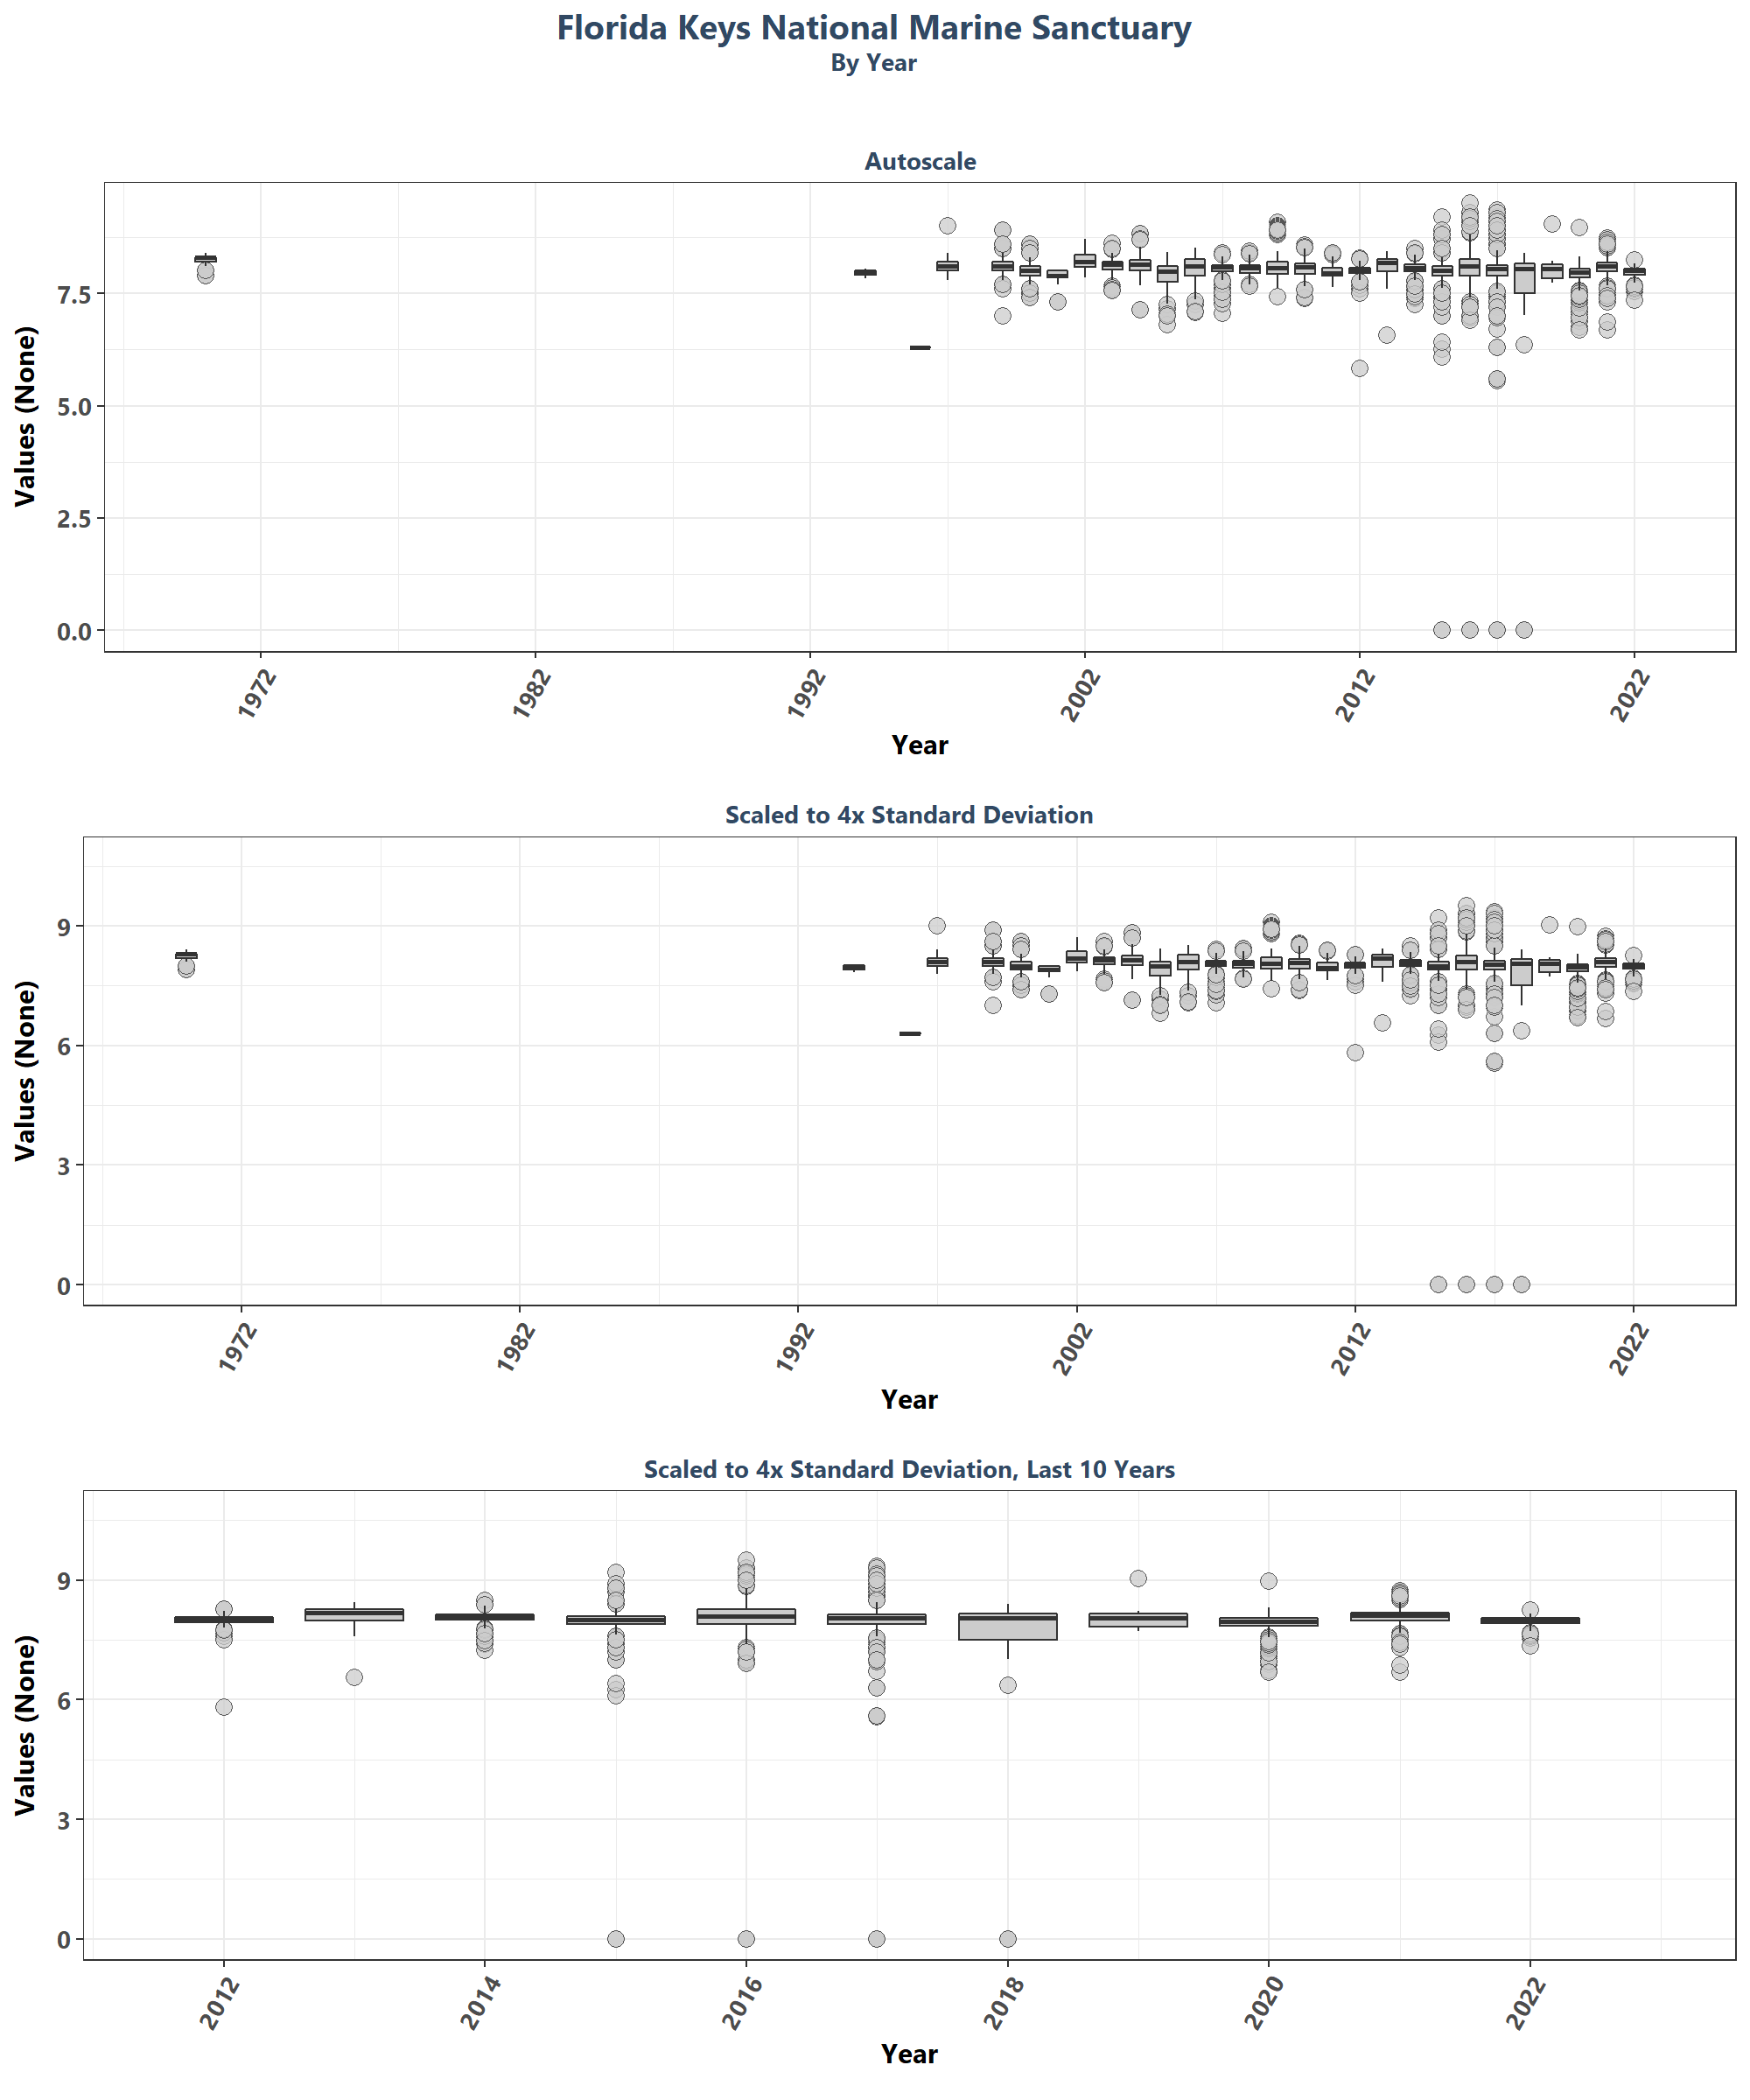 Florida Keys National Marine Sanctuary
By Year
Autoscale
Values (None)
7.5
5.0
2.5
0.0
1972
1982
1992
2002
2012
2022
Year
Scaled to 4x Standard Deviation
Values (None)
9
6
3
0
1972
1982
1992
2002
2012
2022
Year
Scaled to 4x Standard Deviation, Last 10 Years
Values (None)
9
6
3
0
2012
2014
2016
2018
2020
2022
Year